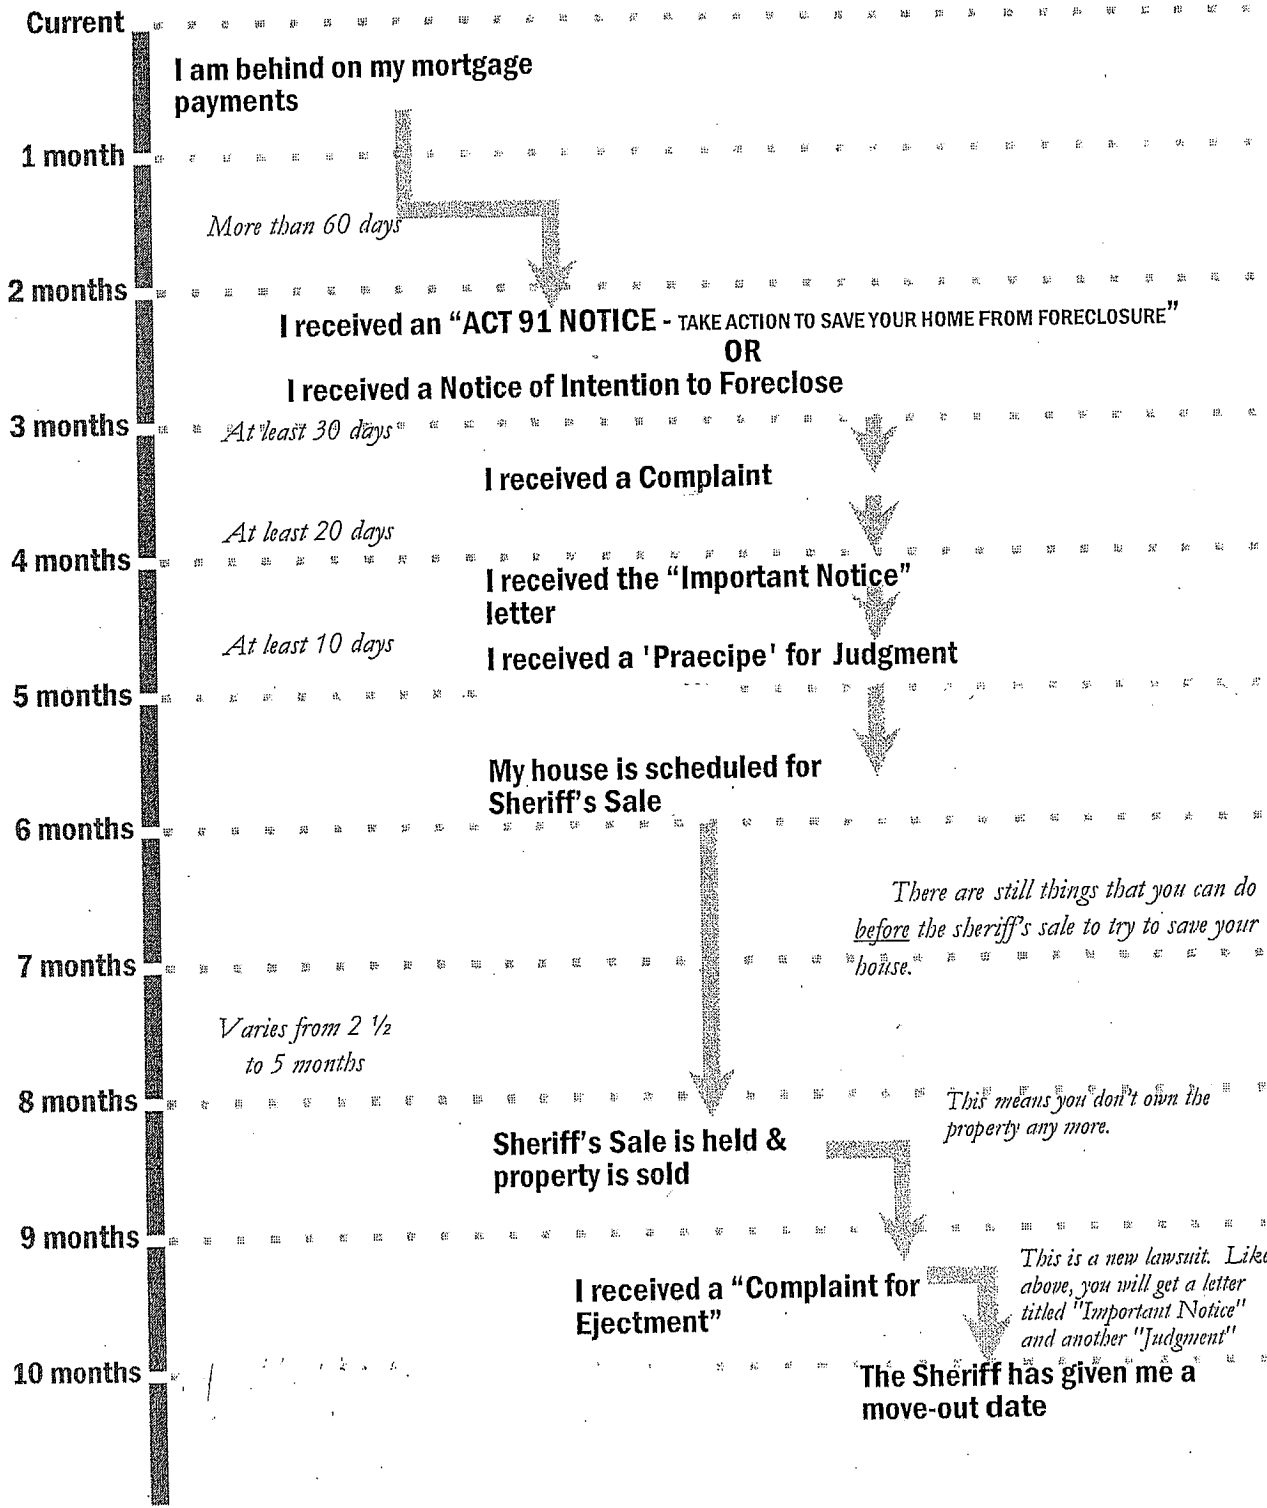 Current
I am behind on my mortgage
payments
1 month
More than 60 days
2 months
I received an “ACT 91 NOTICE - TAKE ACTION TO SAVE YOUR HOME FROM FORECLOSURE”
OR
I received a Notice of Intention to Foreclose
3 months
At least 30 days
I received a Complaint
At least 20 days
4 months
I received the “Important Notice”
letter
At least 10 days
I received a 'Praecipe' for Judgment
5 months
My house is scheduled for
Sheriff’s Sale
6 months
There are still things that you can do
before the sheriff’s sale to try to save your
house.
7 months
Varies from 2 ½
to 5 months
8 months
This means you don't own the
property any more.
Sheriff’s Sale is held &
property is sold
9 months
This is a new lawsuit. Like
above, you will get a letter
titled "Important Notice"
and another "Judgment"
I received a “Complaint for
Ejectment”
10 months
The Sheriff has given me a
move-out date